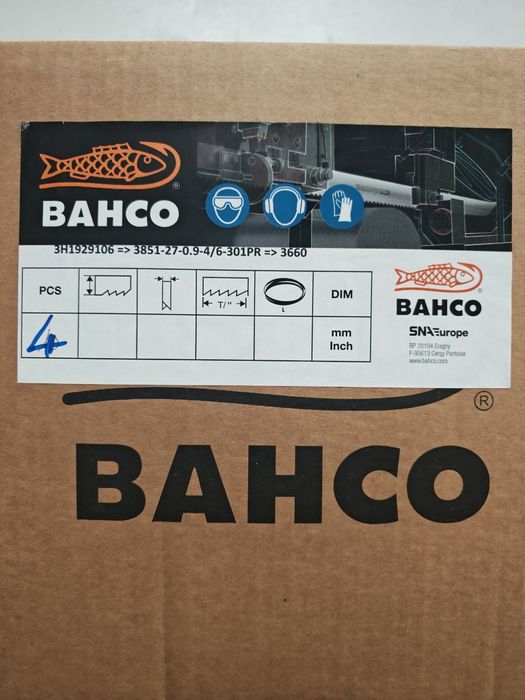 BAHCO
®
3H1929106 => 3851-27-0.9-4/6-301PR => 3660
PCS T/" L DIM
4 mm
Inch
®
BAHCO
SNA Europe
BP 20104 Eragny
F-95613 Cergy Pontoise
www.bahco.com
®
BAHCO